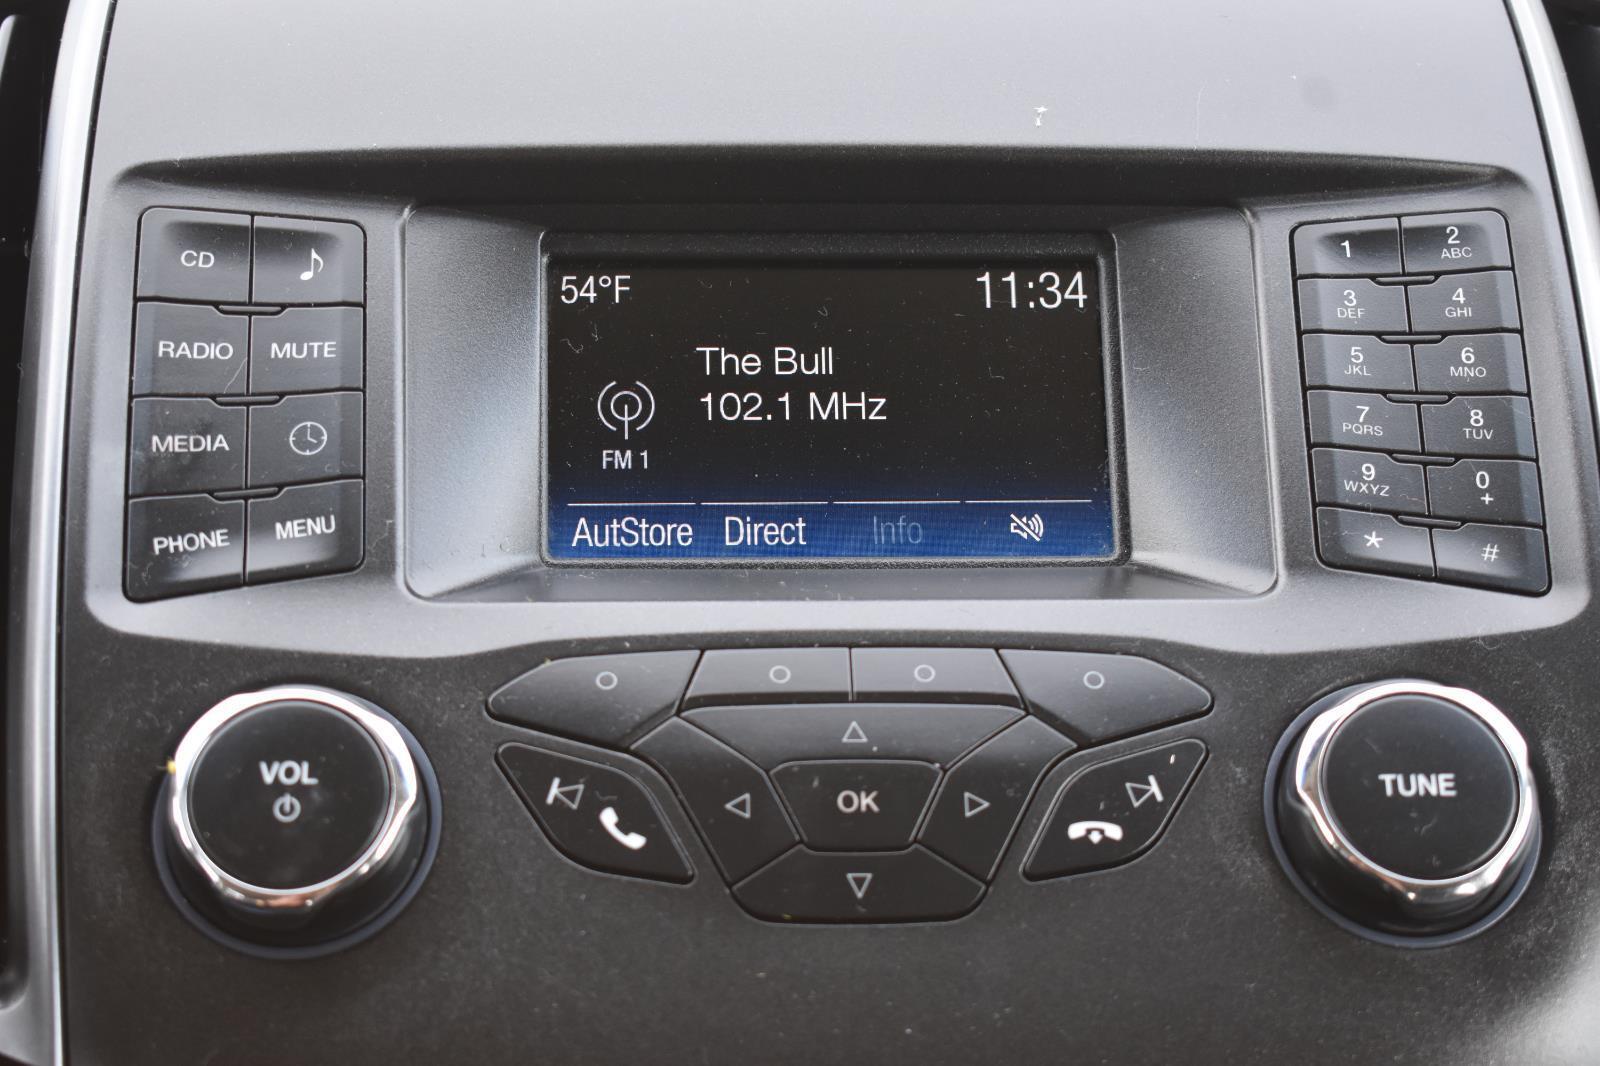 CD
RADIO MUTE
MEDIA
PHONE MENU
54°F 11:34
The Bull
102.1 MHz
FM 1
AutStore Direct Info
1 2
ABC
3 4
DEF GHI
5 6
JKL MNO
7 8
PQRS TUV
9 0
WXYZ +
* #
VOL
OK
TUNE